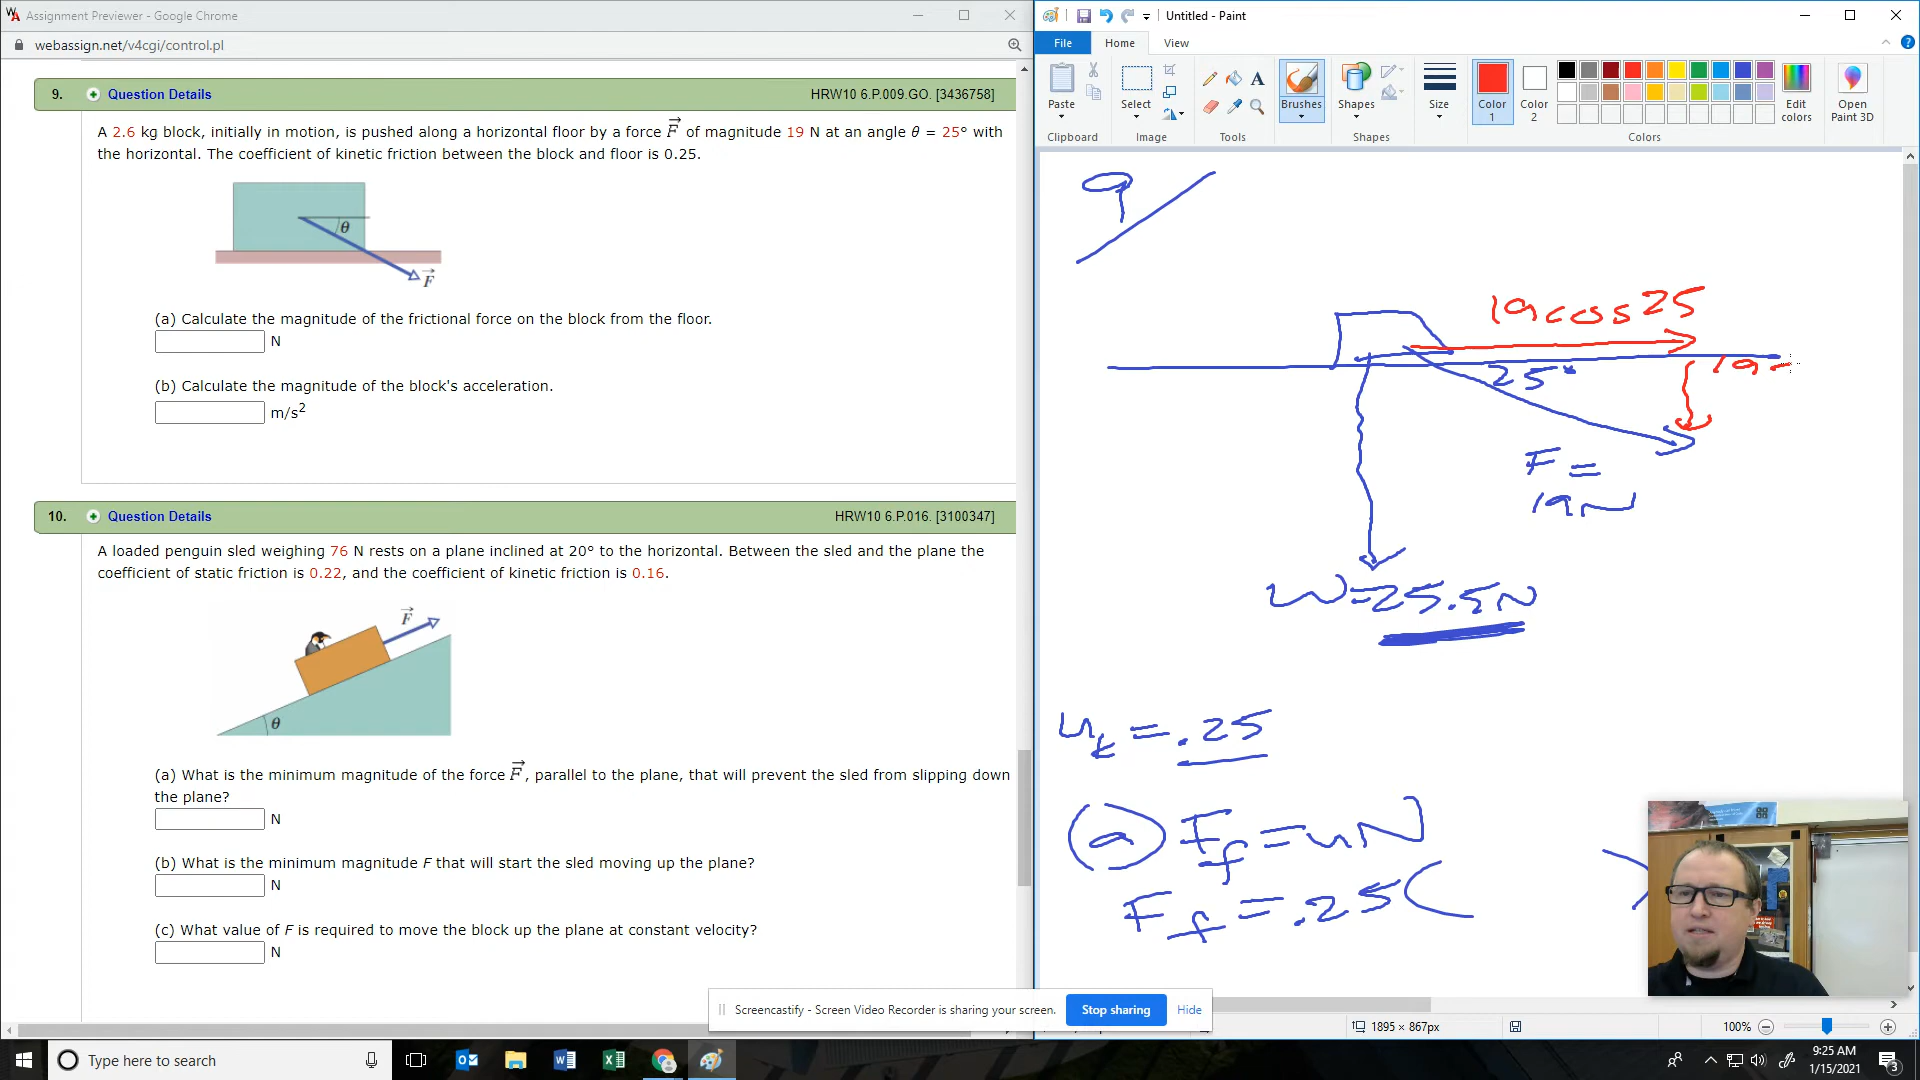 Assignment Previewer - Google Chrome
webassign.net/v4cgi/control.pl
9. Question Details HRW10 6.P.009.GO. [3436758]
A 2.6 kg block, initially in motion, is pushed along a horizontal floor by a force F of magnitude 19 N at an angle θ = 25° with
the horizontal. The coefficient of kinetic friction between the block and floor is 0.25.
θ
F
(a) Calculate the magnitude of the frictional force on the block from the floor.
N
(b) Calculate the magnitude of the block's acceleration.
m/s²
10. Question Details HRW10 6.P.016. [3100347]
A loaded penguin sled weighing 76 N rests on a plane inclined at 20° to the horizontal. Between the sled and the plane the
coefficient of static friction is 0.22, and the coefficient of kinetic friction is 0.16.
F
θ
(a) What is the minimum magnitude of the force F, parallel to the plane, that will prevent the sled from slipping down
the plane?
N
(b) What is the minimum magnitude F that will start the sled moving up the plane?
N
(c) What value of F is required to move the block up the plane at constant velocity?
N
Untitled - Paint
File Home View
Paste
Select
Brushes
Shapes
Size
Color
1
Color
2
Edit
colors
Open
Paint 3D
Clipboard Image Tools Shapes Colors
9
19cos25
25°
19
F =
19N
W=25.5N
uk = .25
(a) Ff = uN
Ff = .25( )
Screencastify - Screen Video Recorder is sharing your screen. Stop sharing Hide
1895 × 867px
100%
Type here to search
9:25 AM
1/15/2021
3